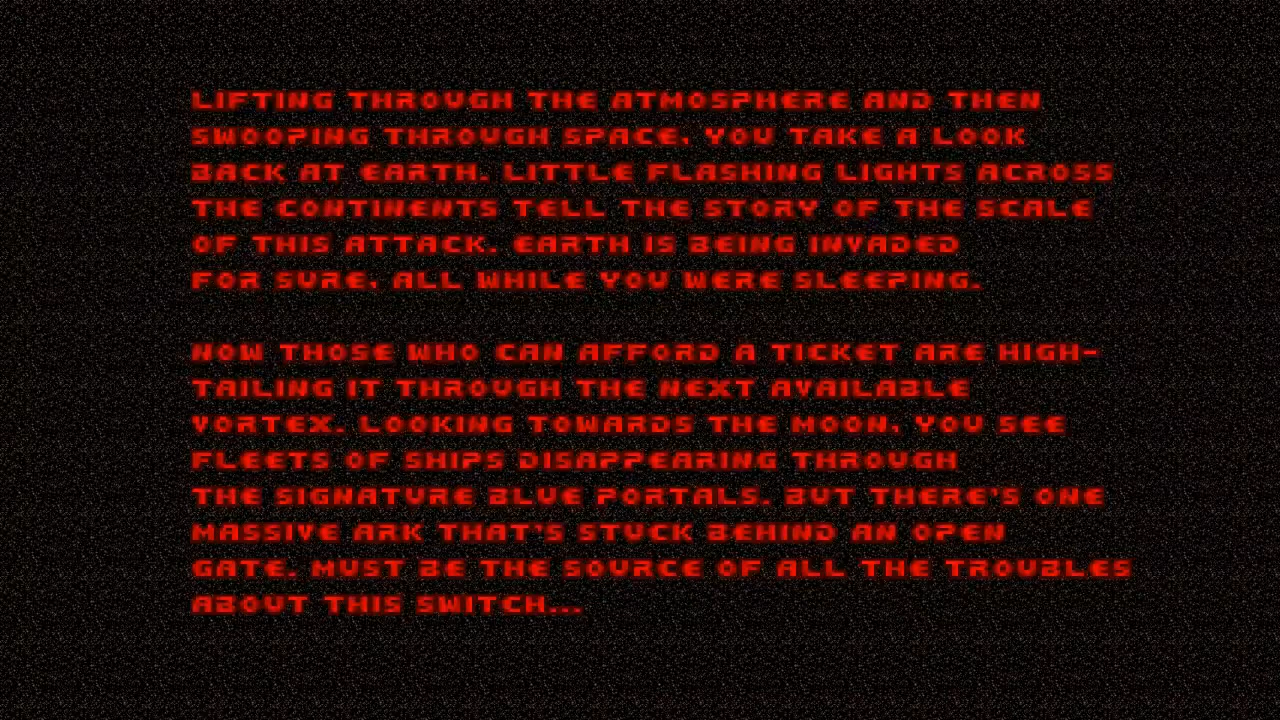 LIFTING THROUGH THE ATMOSPHERE AND THEN
SWOOPING THROUGH SPACE, YOU TAKE A LOOK
BACK AT EARTH. LITTLE FLASHING LIGHTS ACROSS
THE CONTINENTS TELL THE STORY OF THE SCALE
OF THIS ATTACK. EARTH IS BEING INVADED
FOR SURE, ALL WHILE YOU WERE SLEEPING.
NOW THOSE WHO CAN AFFORD A TICKET ARE HIGH-
TAILING IT THROUGH THE NEXT AVAILABLE
VORTEX. LOOKING TOWARDS THE MOON, YOU SEE
FLEETS OF SHIPS DISAPPEARING THROUGH
THE SIGNATURE BLUE PORTALS. BUT THERE'S ONE
MASSIVE ARK THAT'S STUCK BEHIND AN OPEN
GATE. MUST BE THE SOURCE OF ALL THE TROUBLES
ABOUT THIS SWITCH...